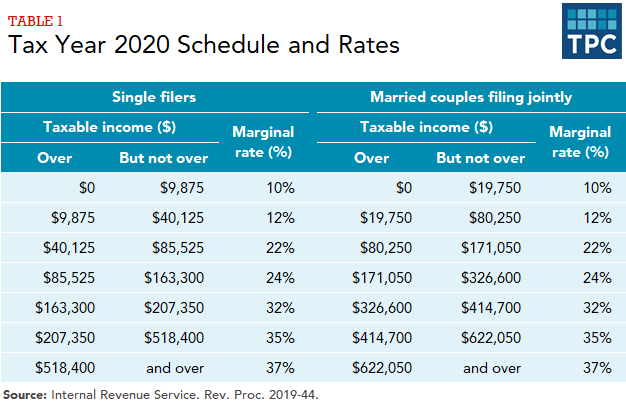 TABLE 1
Tax Year 2020 Schedule and Rates
TPC
Single filers Married couples filing jointly
Taxable income ($) Marginal rate (%) Taxable income ($) Marginal rate (%)
Over But not over Over But not over
$0 $9,875 10% $0 $19,750 10%
$9,875 $40,125 12% $19,750 $80,250 12%
$40,125 $85,525 22% $80,250 $171,050 22%
$85,525 $163,300 24% $171,050 $326,600 24%
$163,300 $207,350 32% $326,600 $414,700 32%
$207,350 $518,400 35% $414,700 $622,050 35%
$518,400 and over 37% $622,050 and over 37%
Source: Internal Revenue Service. Rev. Proc. 2019-44.